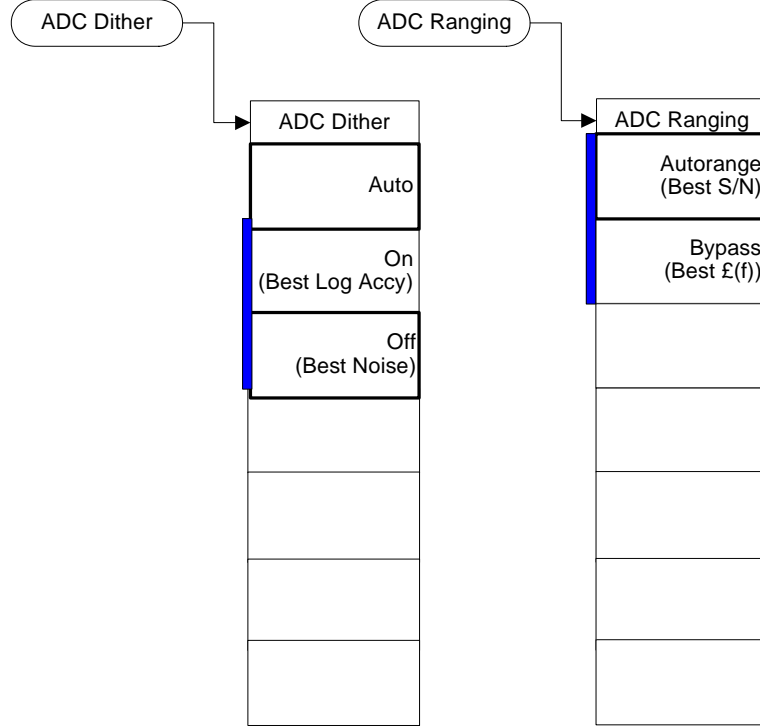 ADC Dither
ADC Ranging
ADC Dither
Auto
On
(Best Log Accy)
Off
(Best Noise)
ADC Ranging
Autorange
(Best S/N)
Bypass
(Best £(f))